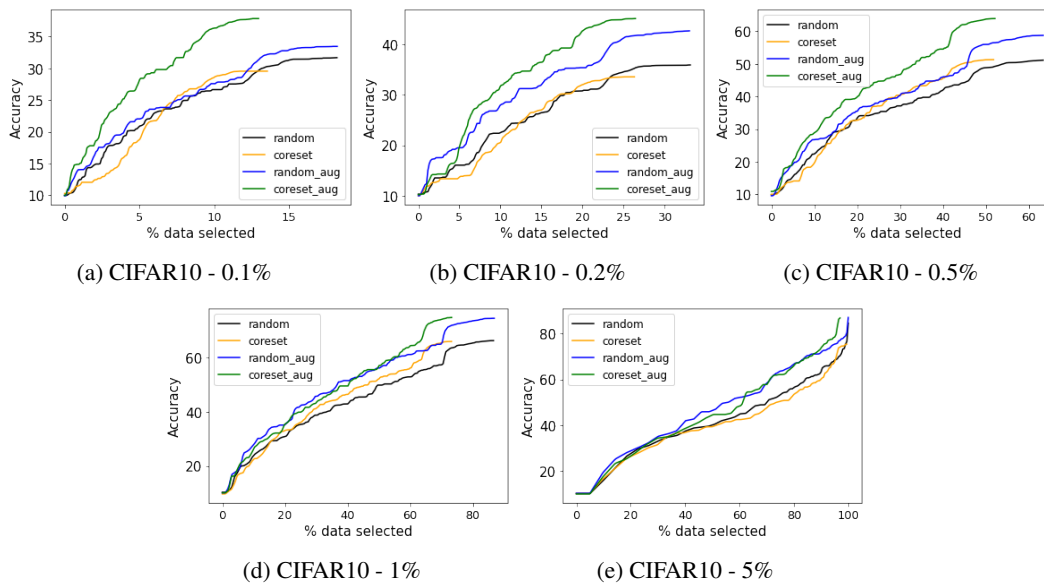 35
30
25
20
15
10
Accuracy
random
coreset
random_aug
coreset_aug
0 5 10 15
% data selected
(a) CIFAR10 - 0.1%
40
30
20
10
Accuracy
random
coreset
random_aug
coreset_aug
0 5 10 15 20 25 30
% data selected
(b) CIFAR10 - 0.2%
60
50
40
30
20
10
Accuracy
random
coreset
random_aug
coreset_aug
0 10 20 30 40 50 60
% data selected
(c) CIFAR10 - 0.5%
60
40
20
Accuracy
random
coreset
random_aug
coreset_aug
0 20 40 60 80
% data selected
(d) CIFAR10 - 1%
80
60
40
20
Accuracy
random
coreset
random_aug
coreset_aug
0 20 40 60 80 100
% data selected
(e) CIFAR10 - 5%